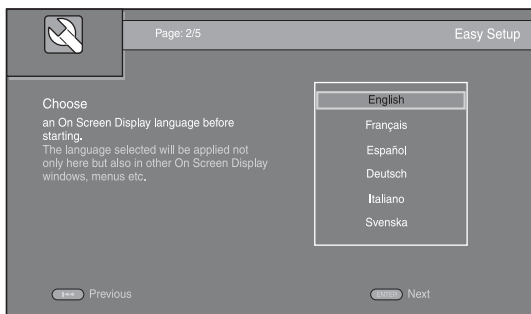 Page: 2/5
Easy Setup
Choose
an On Screen Display language before
starting.
The language selected will be applied not
only here but also in other On Screen Display
windows, menus etc.
English
Français
Español
Deutsch
Italiano
Svenska
Previous
ENTER Next